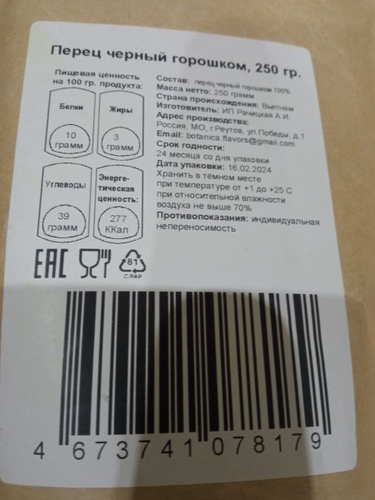 Перец черный горошком, 250 гр.
Пищевая ценность
на 100 гр. продукта:
Белки
10
грамм
Жиры
3
грамм
Углеводы
39
грамм
Энерге-
тическая
ценность:
277
ККал
Состав: перец черный горошком 100%
Масса нетто: 250 грамм
Страна происхождения: Вьетнам
Изготовитель: ИП Рачицкая А.И.
Адрес производства:
Россия, МО, г.Реутов, ул.Победы, д.1
Email: botanica.flavors@gmail.com
Срок годности:
24 месяца со дня упаковки
Дата упаковки: 16.02.2024
Хранить в темном месте
при температуре от +1 до +25 С
при относительной влажности
воздуха не выше 70%
Противопоказания: индивидуальная
непереносимость
EAC
81
C/PAP
4 673741 078179